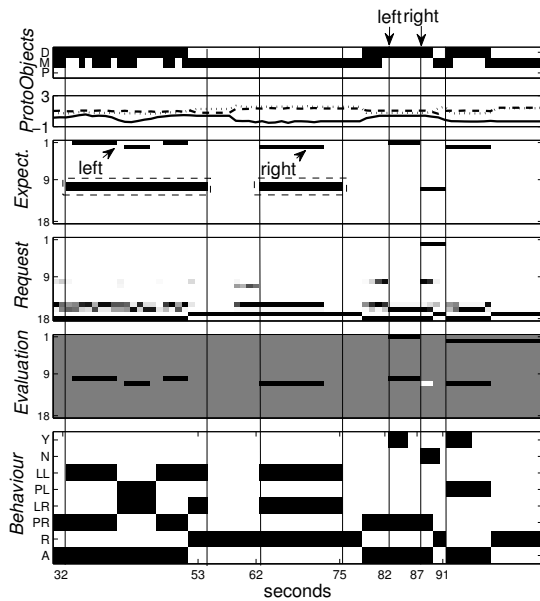 left right
ProtoObjects
D
M
P
3
-1
Expect.
1
9
18
left
right
Request
1
9
18
Evaluation
1
9
18
Behaviour
Y
N
LL
PL
LR
PR
R
A
32 53 62 75 82 87 91
seconds